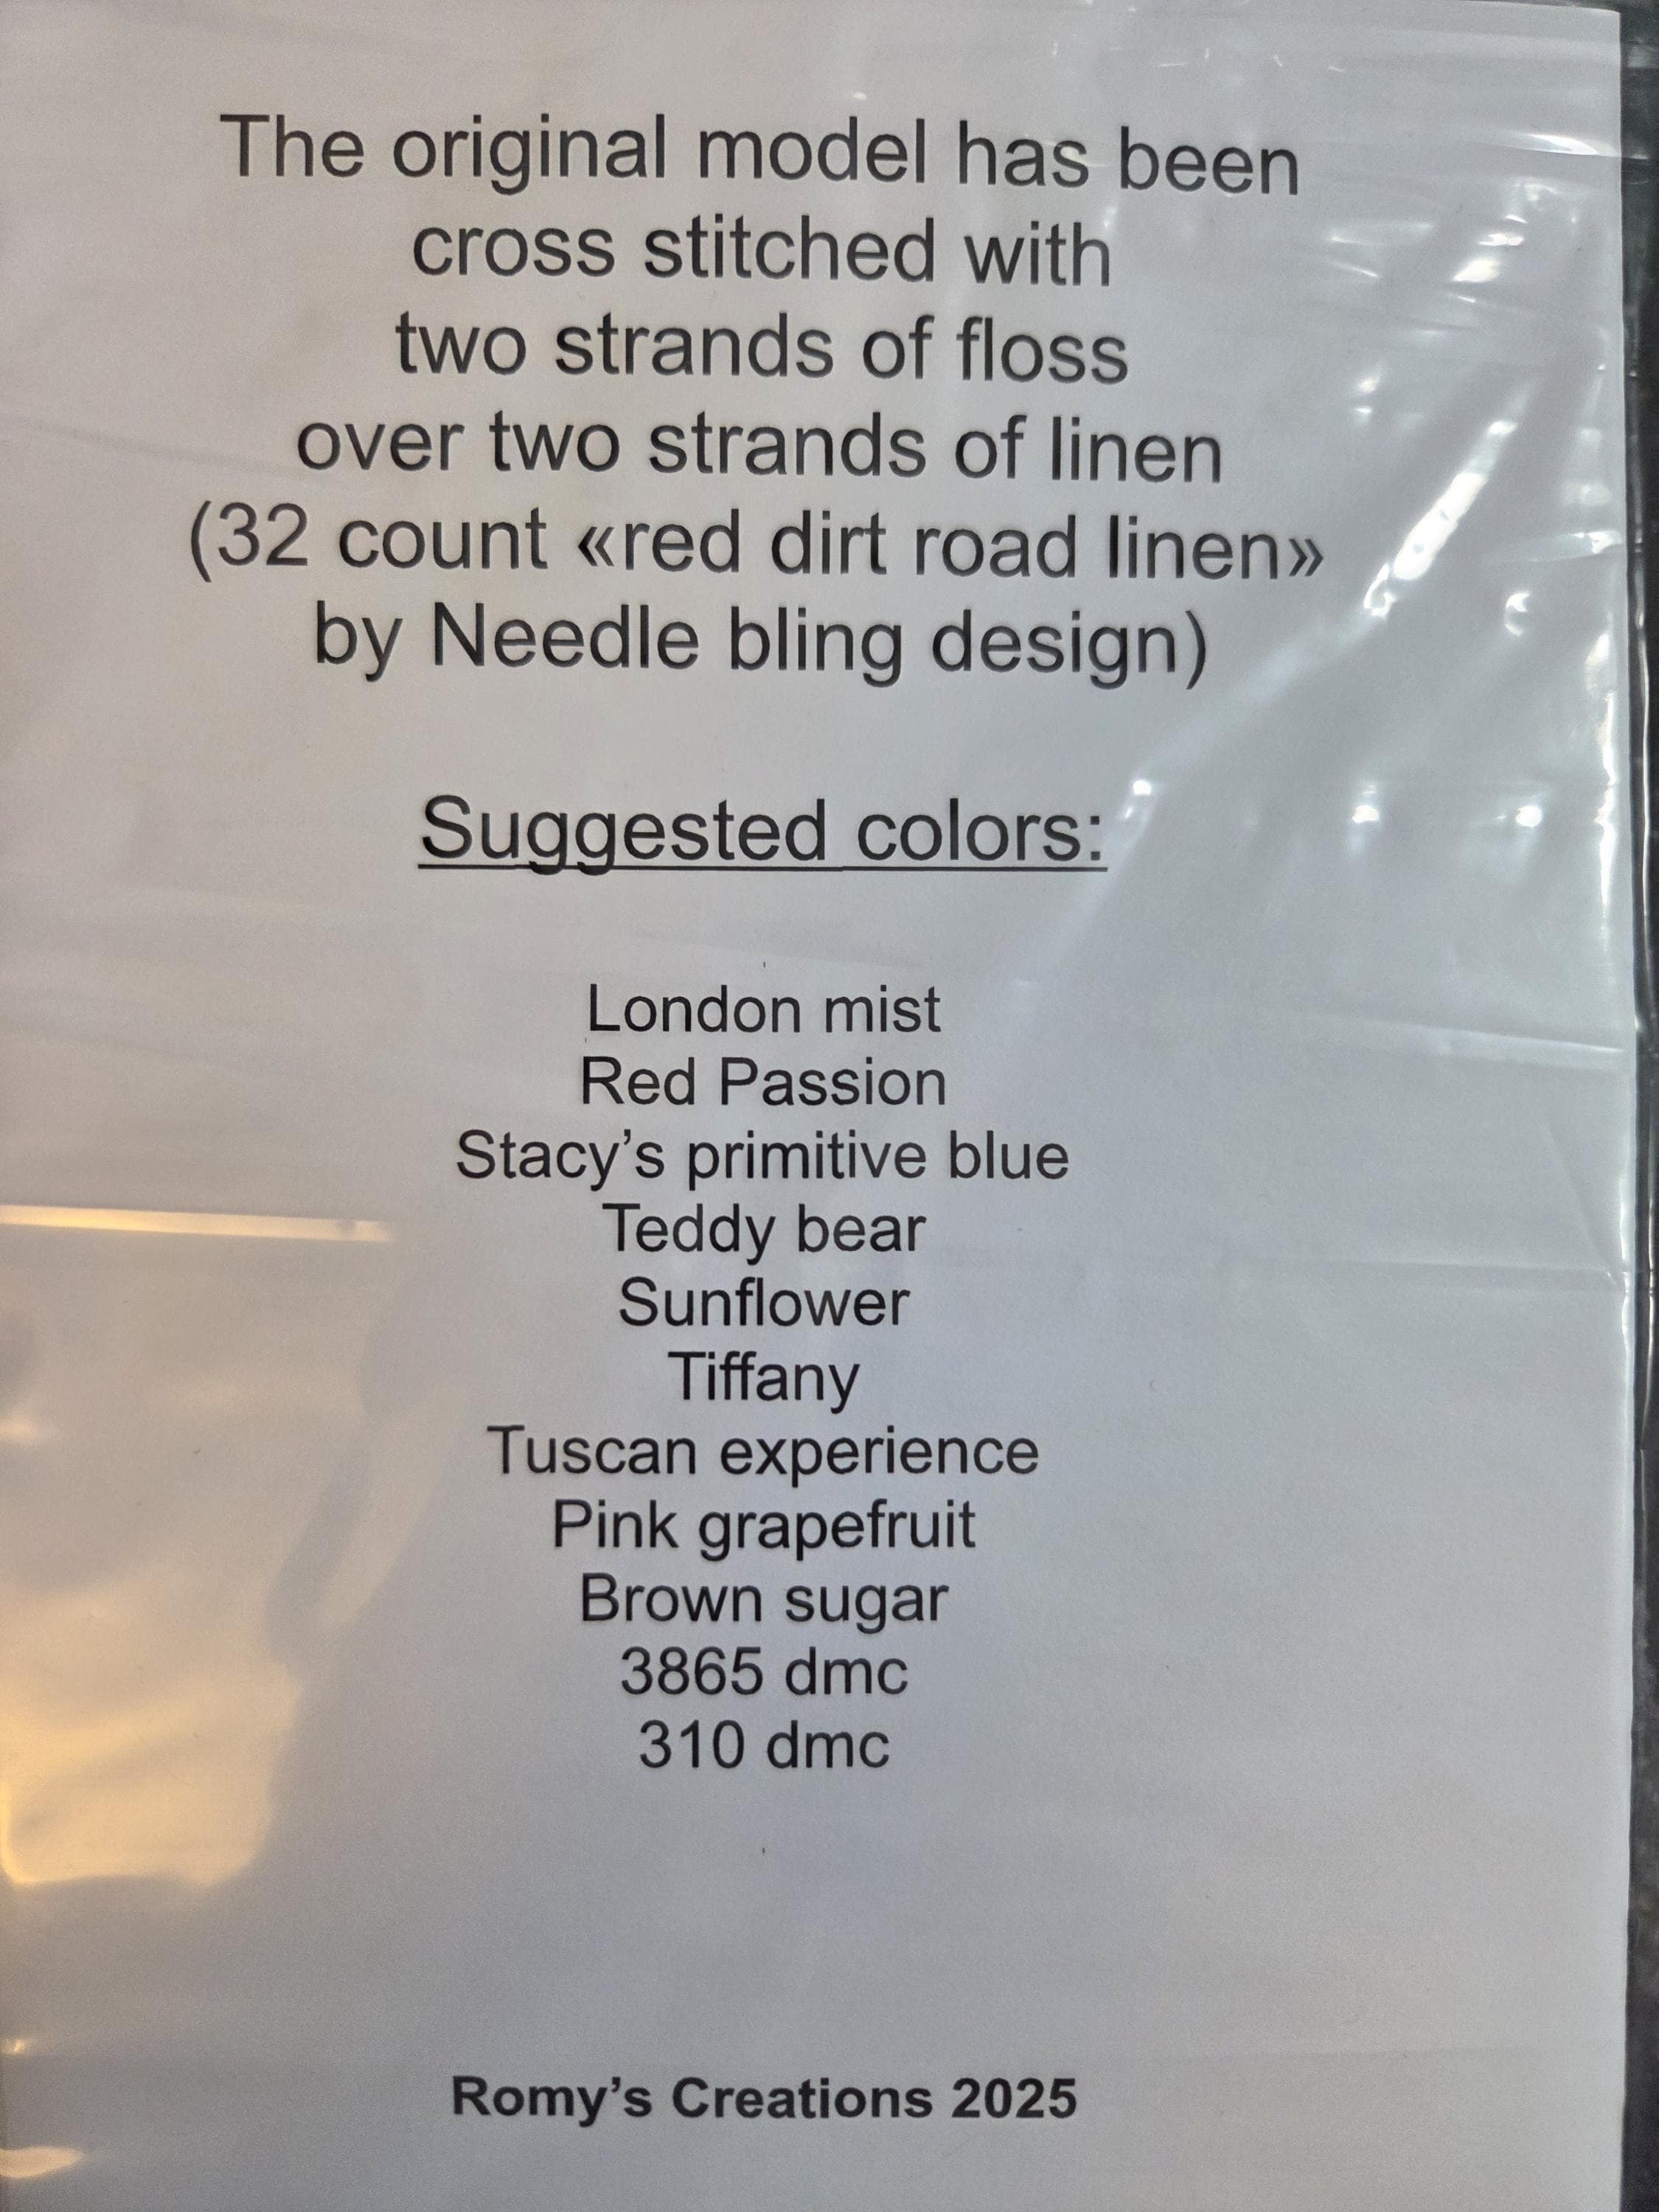 The original model has been
cross stitched with
two strands of floss
over two strands of linen
(32 count «red dirt road linen»
by Needle bling design)
Suggested colors:
London mist
Red Passion
Stacy’s primitive blue
Teddy bear
Sunflower
Tiffany
Tuscan experience
Pink grapefruit
Brown sugar
3865 dmc
310 dmc
Romy’s Creations 2025